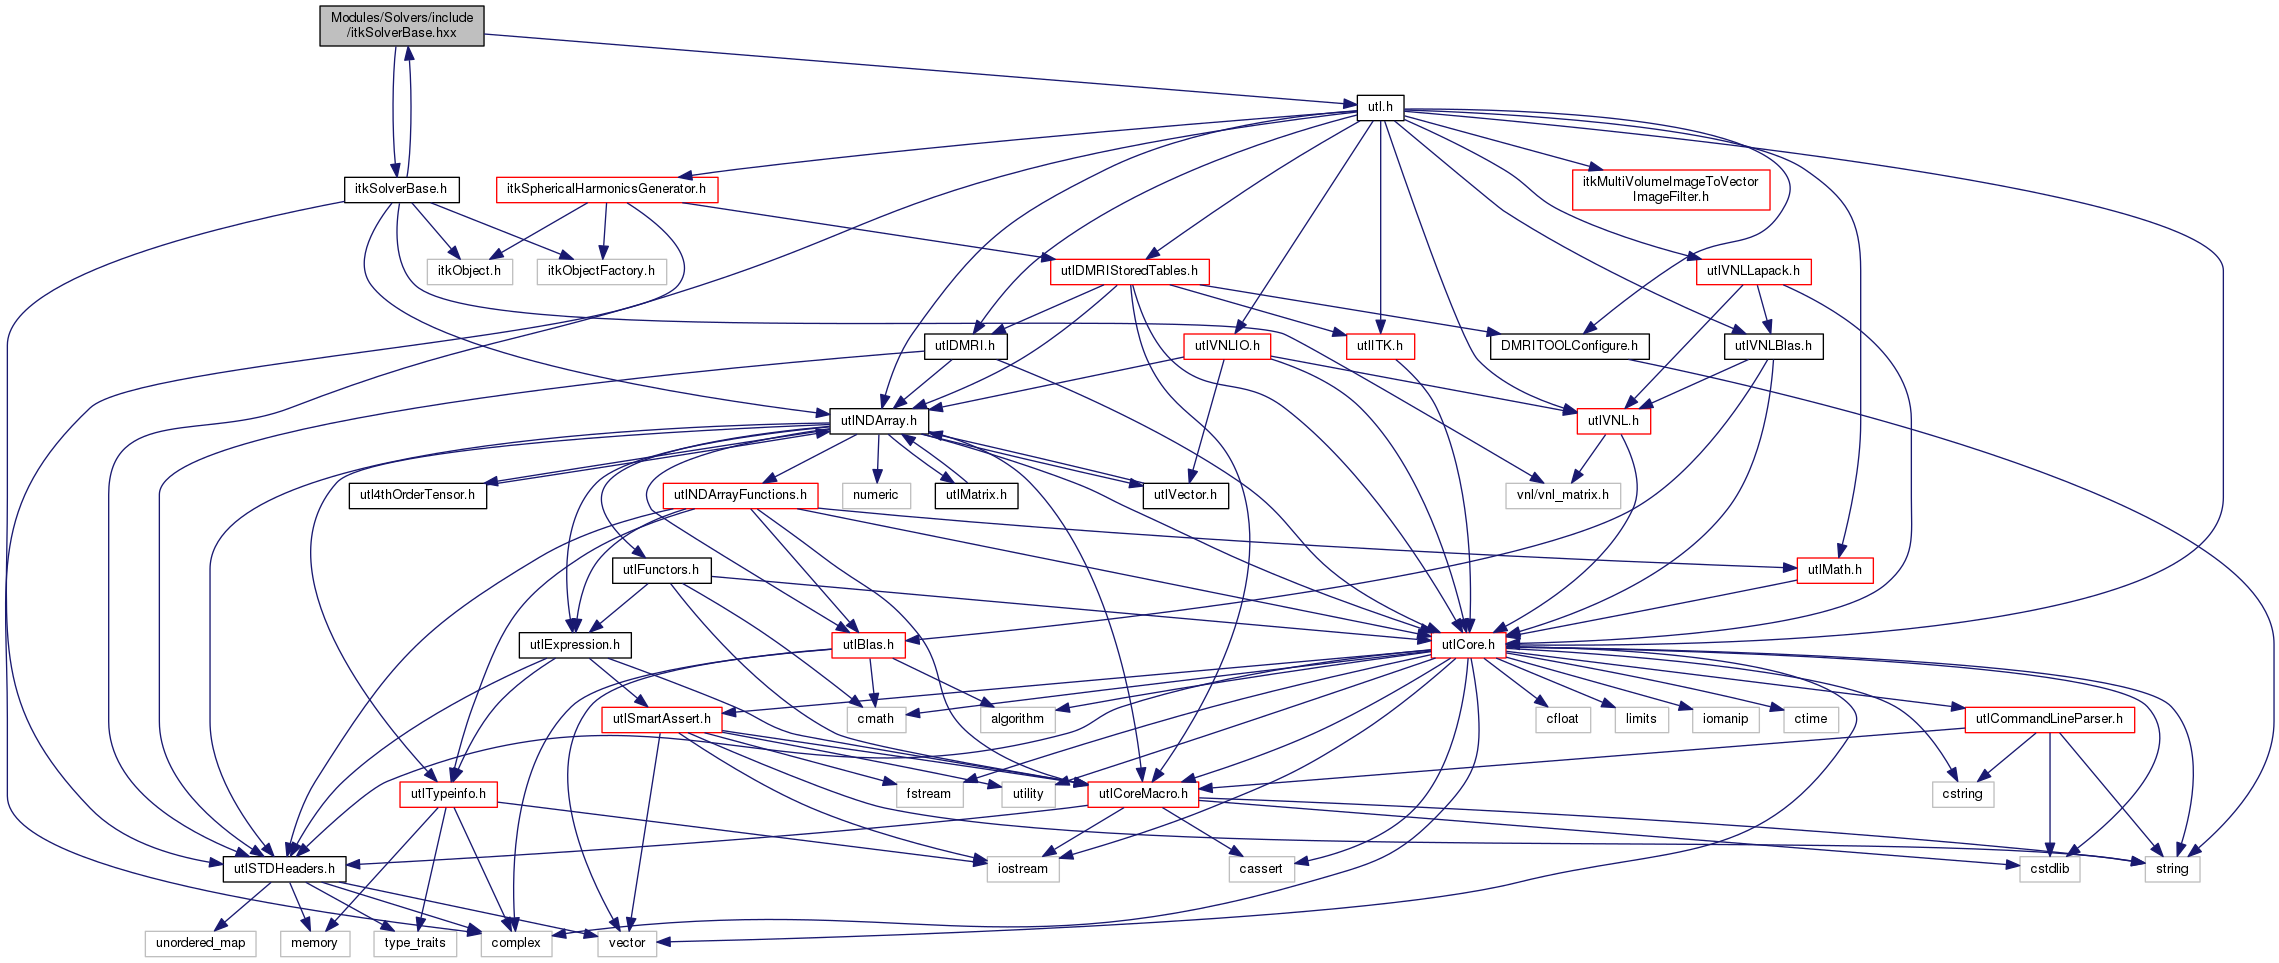 Modules/Solvers/include
/itkSolverBase.hxx
utl.h
itkSolverBase.h
itkSphericalHarmonicsGenerator.h
itkMultiVolumeImageToVector
ImageFilter.h
itkObject.h
itkObjectFactory.h
utlDMRIStoredTables.h
utlVNLLapack.h
utlDMRI.h
utlVNLIO.h
utlITK.h
DMRITOOLConfigure.h
utlVNLBlas.h
utlNDArray.h
utlVNL.h
utl4thOrderTensor.h
utlNDArrayFunctions.h
numeric
utlMatrix.h
utlVector.h
vnl/vnl_matrix.h
utlFunctors.h
utlMath.h
utlExpression.h
utlBlas.h
utlCore.h
utlSmartAssert.h
cmath
algorithm
cfloat
limits
iomanip
ctime
utlCommandLineParser.h
utlTypeinfo.h
fstream
utility
utlCoreMacro.h
cstring
utlSTDHeaders.h
iostream
cassert
cstdlib
string
unordered_map
memory
type_traits
complex
vector